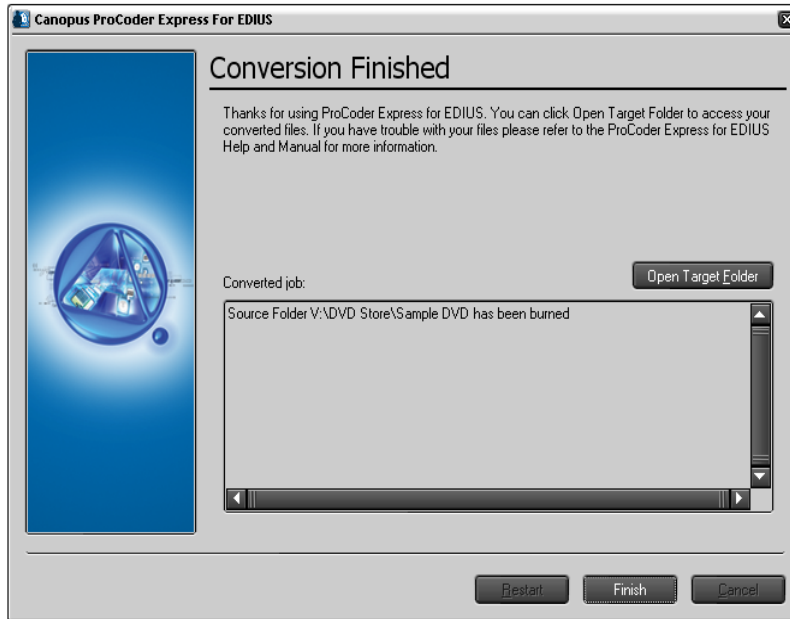 Canopus ProCoder Express For EDIUS
Conversion Finished
Thanks for using ProCoder Express for EDIUS. You can click Open Target Folder to access your
converted files. If you have trouble with your files please refer to the ProCoder Express for EDIUS
Help and Manual for more information.
Open Target Folder
Converted job:
Source Folder V:\DVD Store\Sample DVD has been burned
Restart
Finish
Cancel